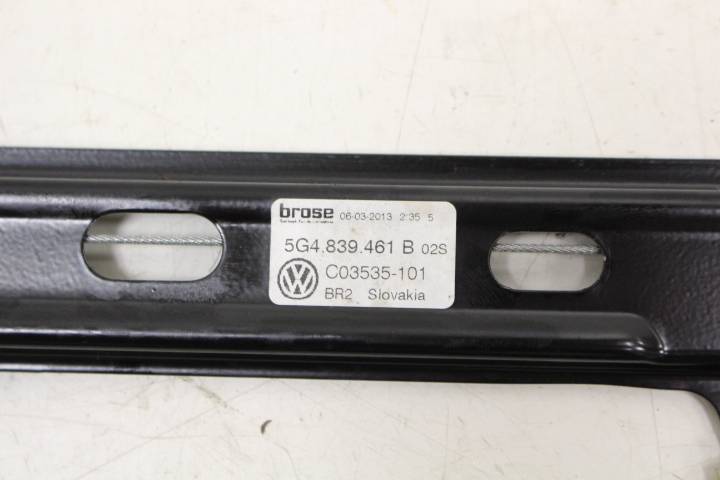 brose 06-03-2013 2:35 5
5G4.839.461 B 02S
C03535-101
BR2 Slovakia